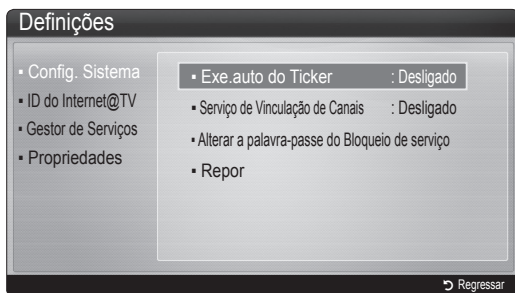 Definições
▪ Config. Sistema
▪ ID do Internet@TV
▪ Gestor de Serviços
▪ Propriedades
▪ Exe.auto do Ticker : Desligado
▪ Serviço de Vinculação de Canais : Desligado
▪ Alterar a palavra-passe do Bloqueio de serviço
▪ Repor
Regressar